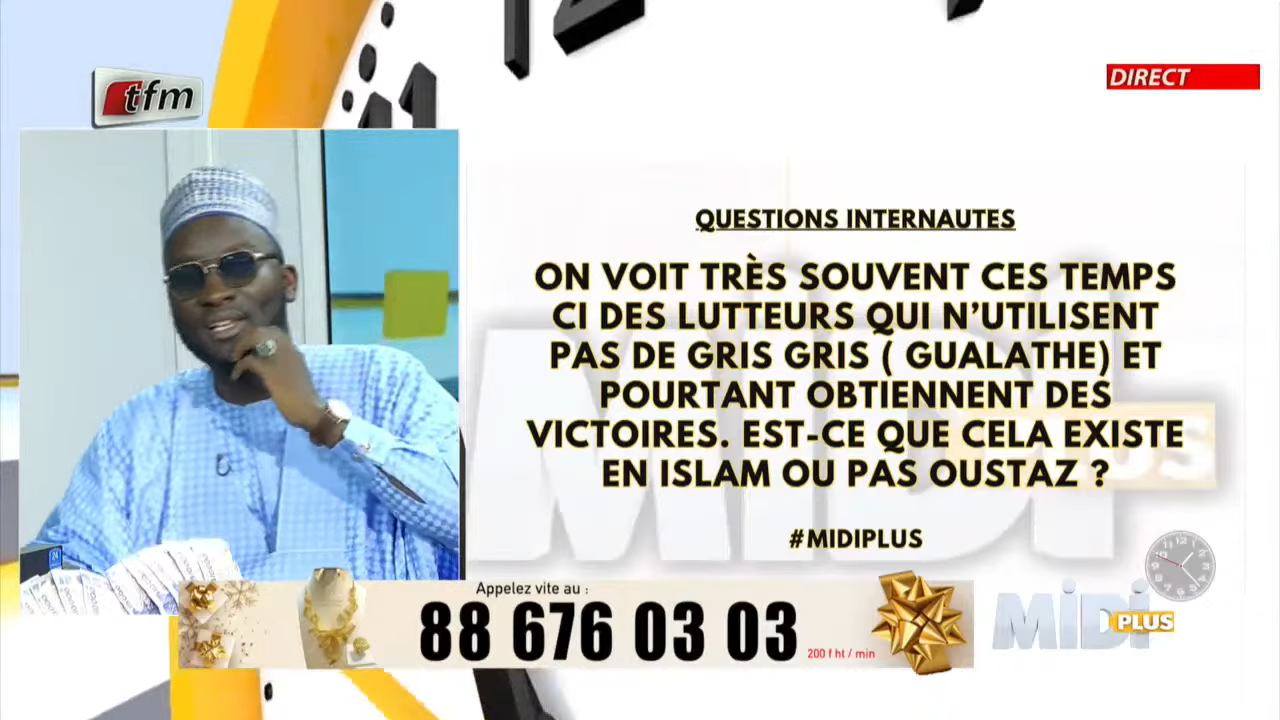 tfm
DIRECT
QUESTIONS INTERNAUTES
ON VOIT TRÈS SOUVENT CES TEMPS
CI DES LUTTEURS QUI N'UTILISENT
PAS DE GRIS GRIS ( GUALATHE) ET
POURTANT OBTIENNENT DES
VICTOIRES. EST-CE QUE CELA EXISTE
EN ISLAM OU PAS OUSTAZ ?
#MIDIPLUS
Appelez vite au :
88 676 03 03
200 f ht / min
MiDi
PLUS